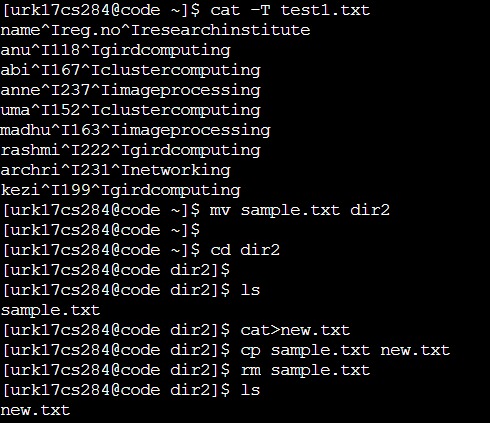 [urk17cs284@code ~]$ cat -T test1.txt
name^Ireg.no^Iresearchinstitute
anu^I118^Igirdcomputing
abi^I167^Iclustercomputing
anne^I237^Iimageprocessing
uma^I152^Iclustercomputing
madhu^I163^Iimageprocessing
rashmi^I222^Igirdcomputing
archri^I231^Inetworking
kezi^I199^Igirdcomputing
[urk17cs284@code ~]$ mv sample.txt dir2
[urk17cs284@code ~]$
[urk17cs284@code ~]$ cd dir2
[urk17cs284@code dir2]$
[urk17cs284@code dir2]$ ls
sample.txt
[urk17cs284@code dir2]$ cat>new.txt
[urk17cs284@code dir2]$ cp sample.txt new.txt
[urk17cs284@code dir2]$ rm sample.txt
[urk17cs284@code dir2]$ ls
new.txt